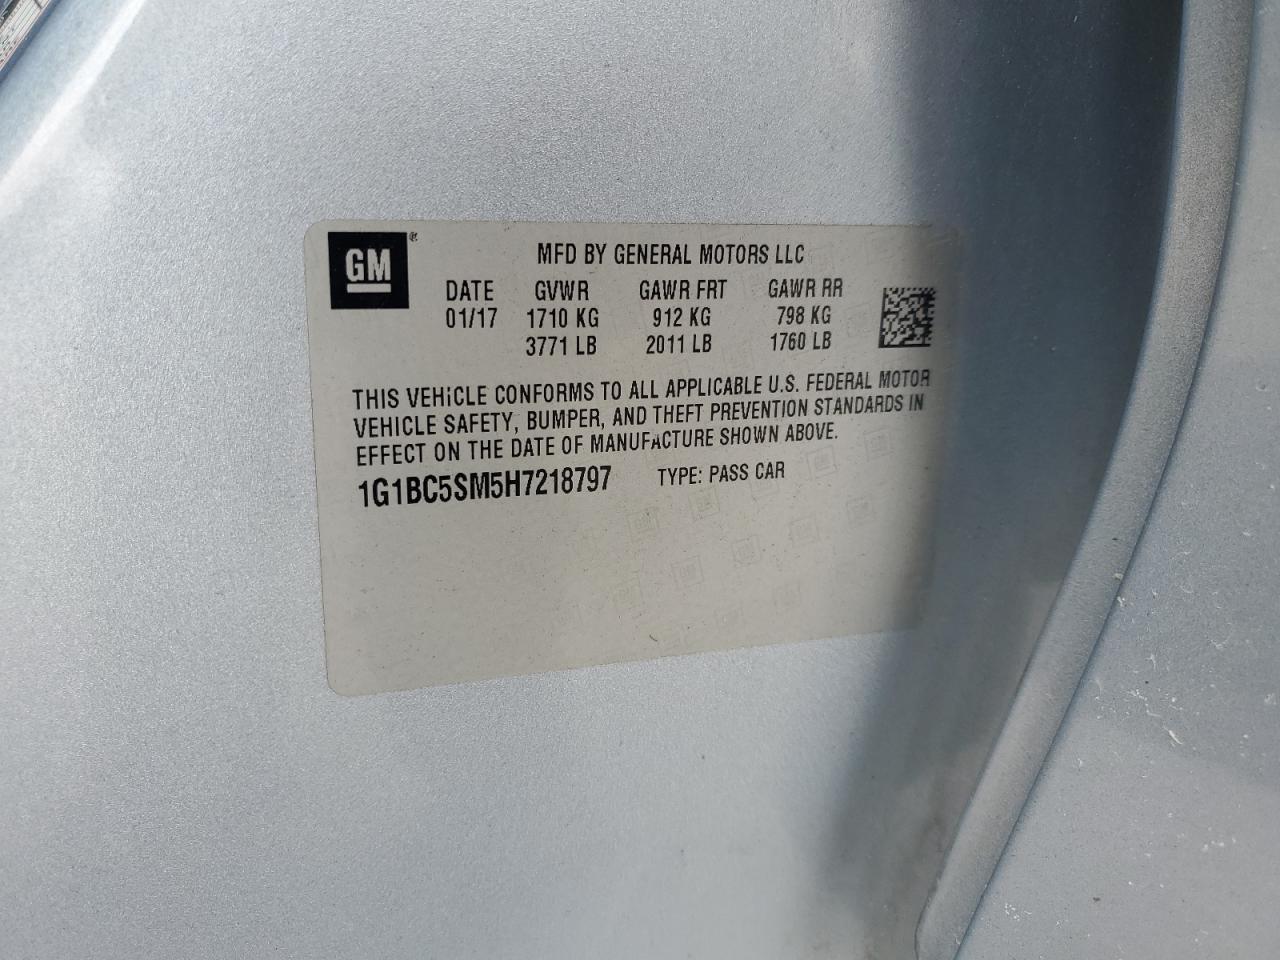 GM®
MFD BY GENERAL MOTORS LLC
DATE GVWR GAWR FRT GAWR RR
01/17 1710 KG 912 KG 798 KG
3771 LB 2011 LB 1760 LB
THIS VEHICLE CONFORMS TO ALL APPLICABLE U.S. FEDERAL MOTOR
VEHICLE SAFETY, BUMPER, AND THEFT PREVENTION STANDARDS IN
EFFECT ON THE DATE OF MANUFACTURE SHOWN ABOVE.
1G1BC5SM5H7218797 TYPE: PASS CAR